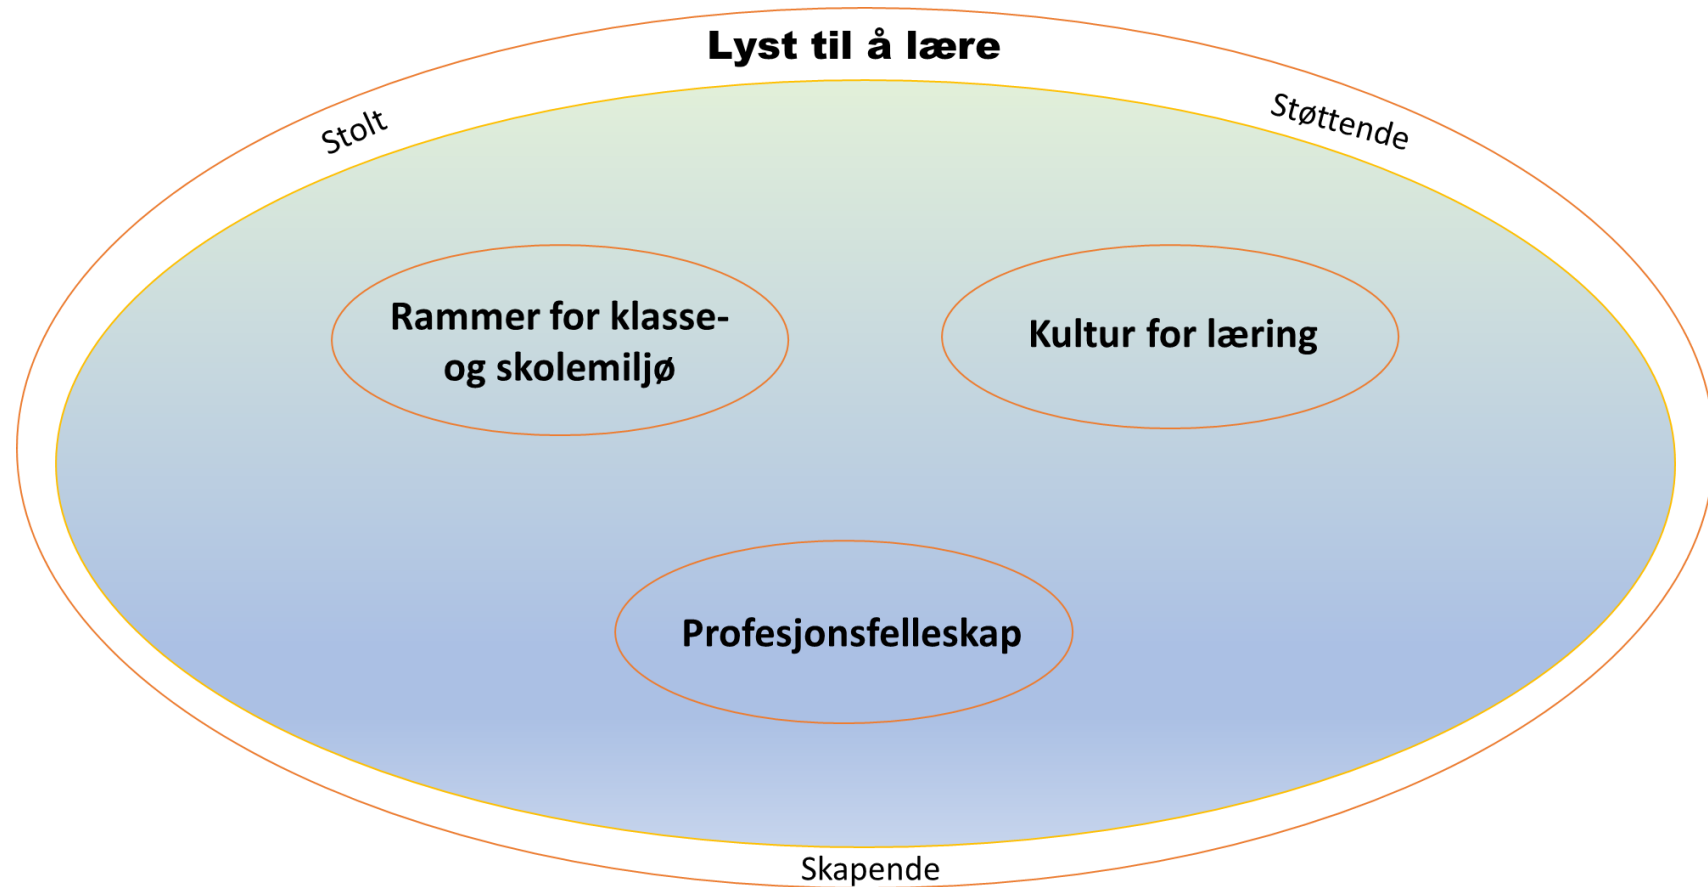 Lyst til å lære
Stolt
Støttende
Rammer for klasse-
og skolemiljø
Kultur for læring
Profesjonsfelleskap
Skapende